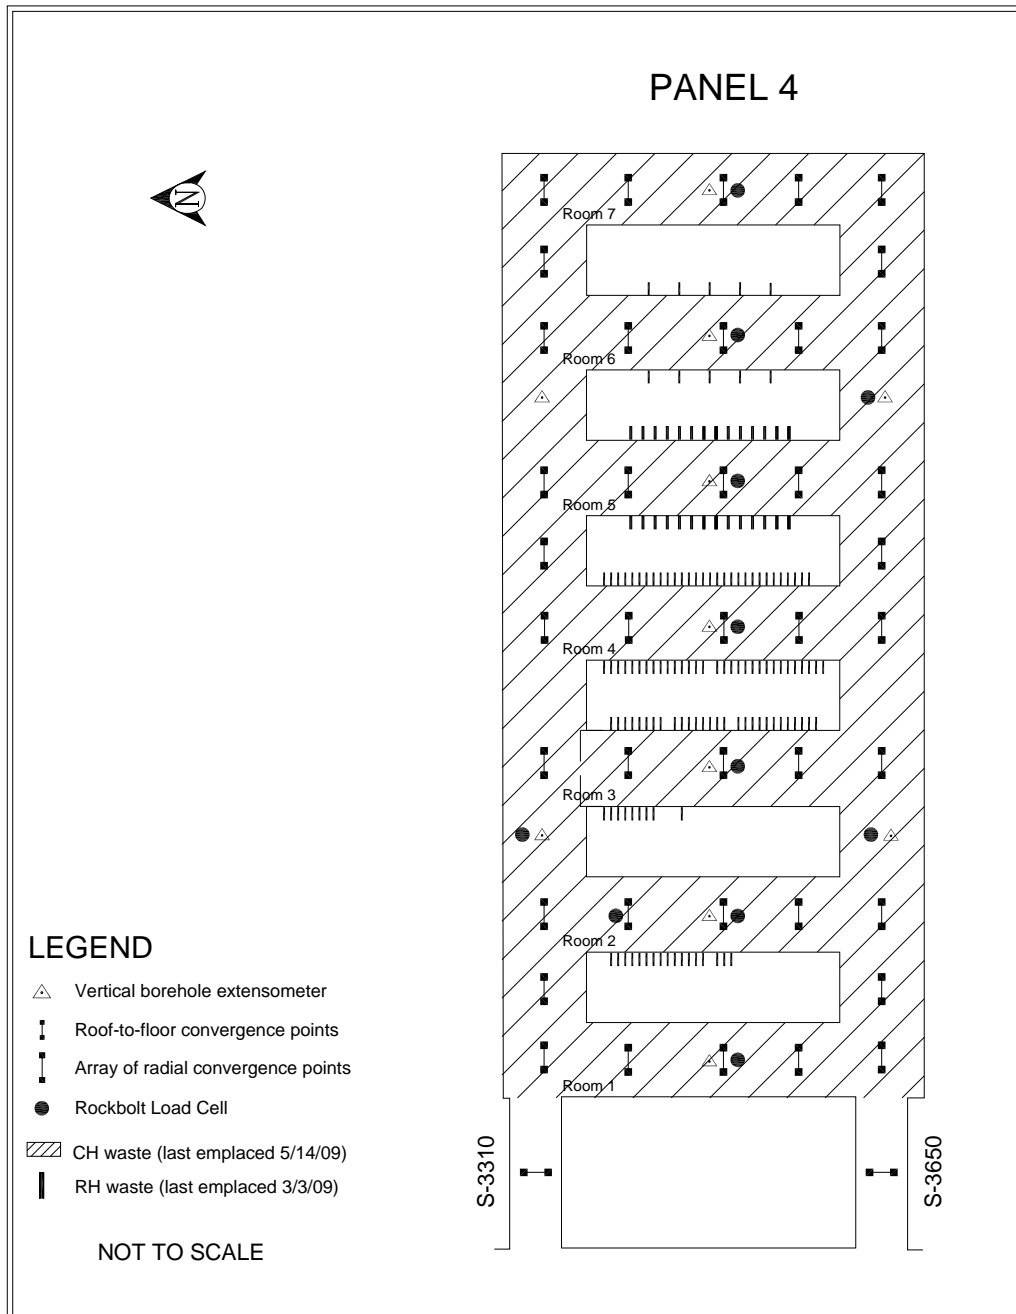 PANEL 4
N
Room 7
Room 6
Room 5
Room 4
Room 3
Room 2
Room 1
S-3310
S-3650
LEGEND
Vertical borehole extensometer
Roof-to-floor convergence points
Array of radial convergence points
Rockbolt Load Cell
CH waste (last emplaced 5/14/09)
RH waste (last emplaced 3/3/09)
NOT TO SCALE